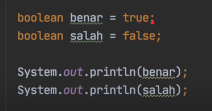 boolean benar = true;
boolean salah = false;
System.out.println(benar);
System.out.println(salah);